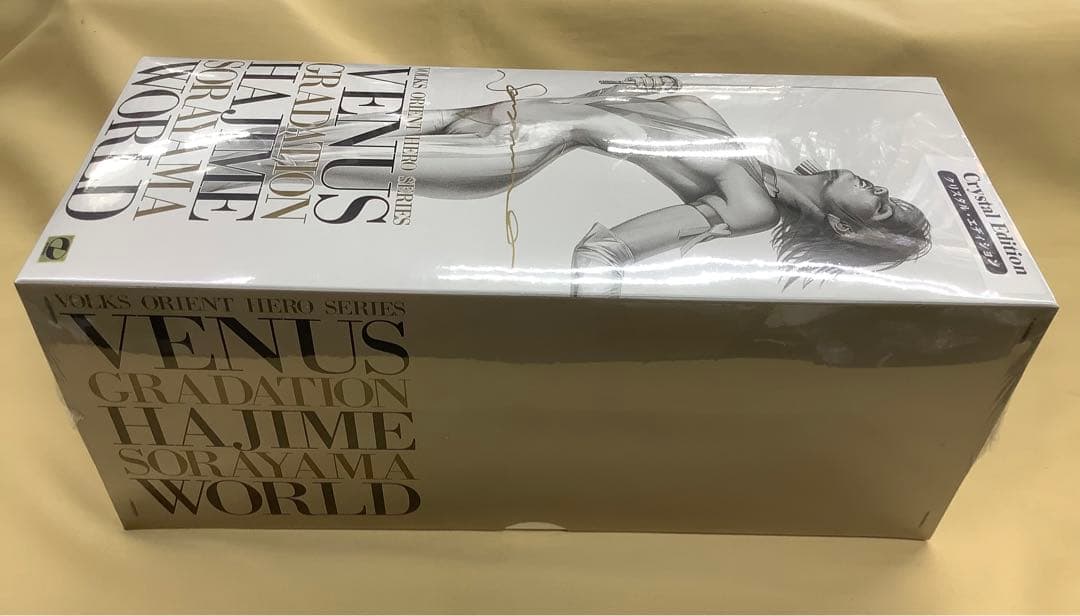 VOLKS ORIENT HERO SERIES
VENUS
GRADATION
HAJIME
SORAYAMA
WORLD
Sorayama
Crystal Edition
クリスタル・エディション
e
VOLKS ORIENT HERO SERIES
VENUS
GRADATION
HAJIME
SORAYAMA
WORLD